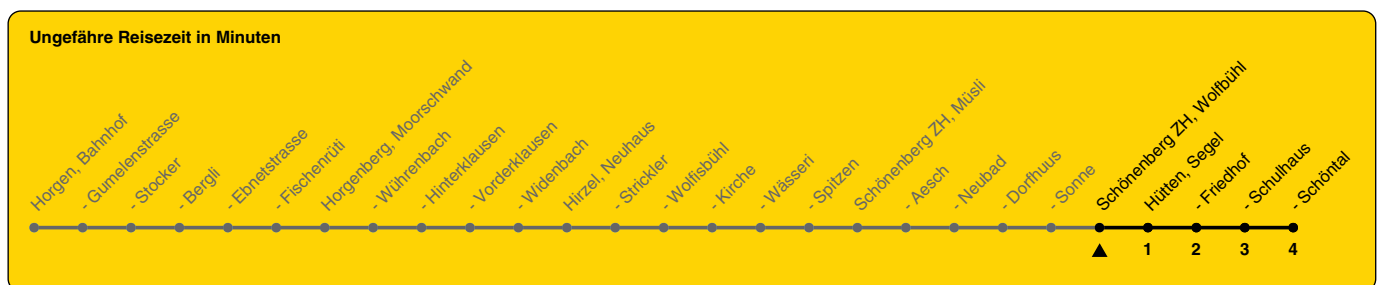 Ungefähre Reisezeit in Minuten
Horgen, Bahnhof
- Gumelenstrasse
- Stocker
- Bergli
- Ebnetstrasse
- Fischenrüti
Horgenberg, Moorschwand
- Währenbach
- Hinterklausen
- Vorderklausen
- Widenbach
Hirzel, Neuhaus
- Strickler
- Wolfisbühl
- Kirche
- Wässeri
- Spitzen
Schönenberg ZH, Müsli
- Aesch
- Neubad
- Dorfhuus
- Sonne
Schönenberg ZH, Wolfbühl
Hütten, Segel
- Friedhof
- Schulhaus
- Schöntal
1 2 3 4